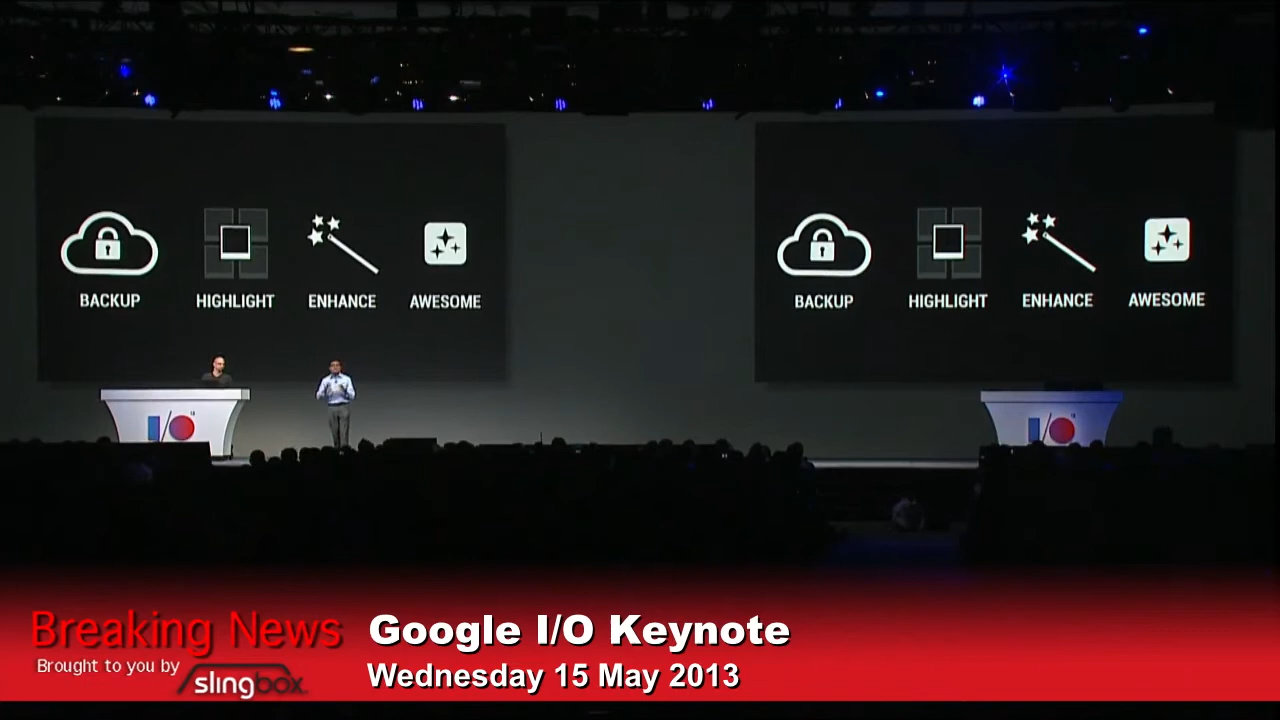 BACKUP HIGHLIGHT ENHANCE AWESOME
BACKUP HIGHLIGHT ENHANCE AWESOME
I/O
I/O
Breaking News
Brought to you by
slingbox
Google I/O Keynote
Wednesday 15 May 2013